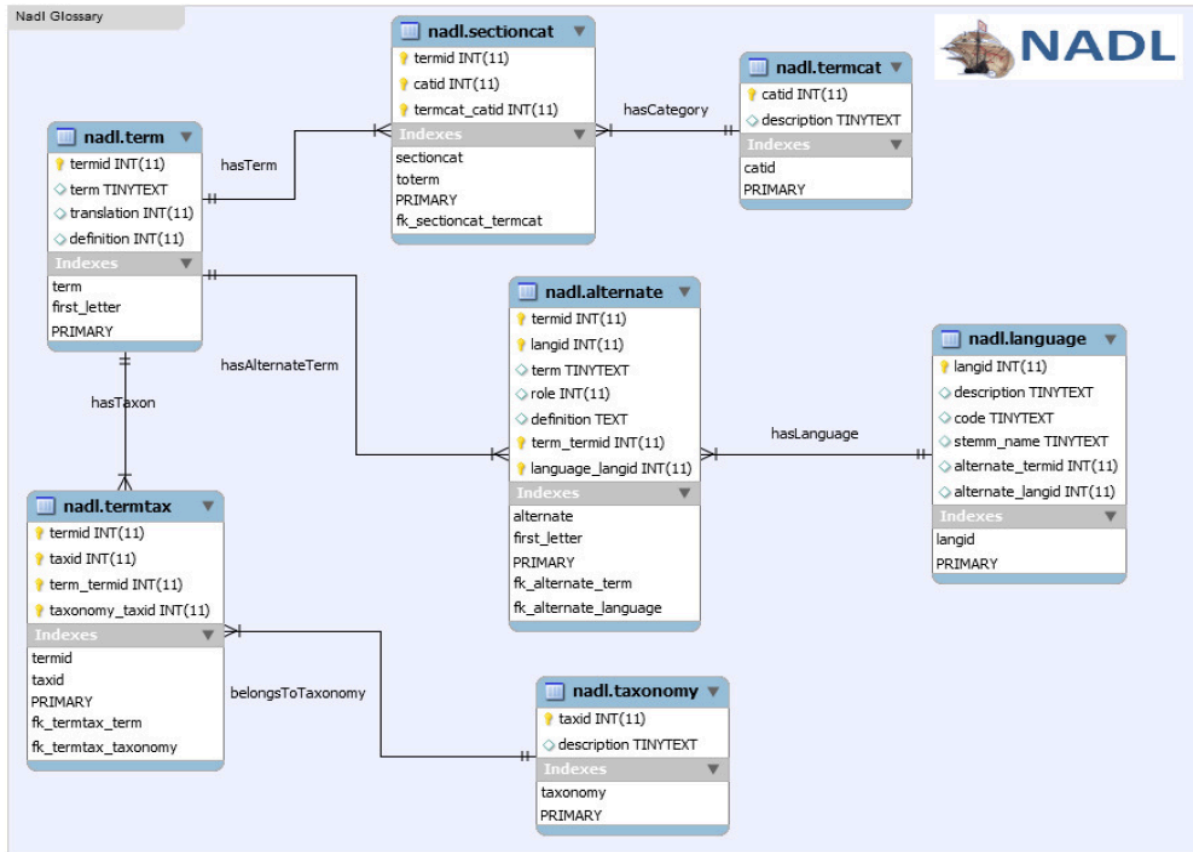 Nadl Glossary
NADL
nadl.sectioncat
termid INT(11)
catid INT(11)
termcat_catid INT(11)
Indexes
sectioncat
toterm
PRIMARY
fk_sectioncat_termcat
hasCategory
nadl.termcat
catid INT(11)
description TINYTEXT
Indexes
catid
PRIMARY
nadl.term
termid INT(11)
term TINYTEXT
translation INT(11)
definition INT(11)
Indexes
term
first_letter
PRIMARY
hasTerm
hasAlternateTerm
hasTaxon
nadl.alternate
termid INT(11)
langid INT(11)
term TINYTEXT
role INT(11)
definition TEXT
term_termid INT(11)
language_langid INT(11)
Indexes
alternate
first_letter
PRIMARY
fk_alternate_term
fk_alternate_language
hasLanguage
nadl.language
langid INT(11)
description TINYTEXT
code TINYTEXT
stemm_name TINYTEXT
alternate_termid INT(11)
alternate_langid INT(11)
Indexes
langid
PRIMARY
nadl.termtax
termid INT(11)
taxid INT(11)
term_termid INT(11)
taxonomy_taxid INT(11)
Indexes
termid
taxid
PRIMARY
fk_termtax_term
fk_termtax_taxonomy
belongsToTaxonomy
nadl.taxonomy
taxid INT(11)
description TINYTEXT
Indexes
taxonomy
PRIMARY